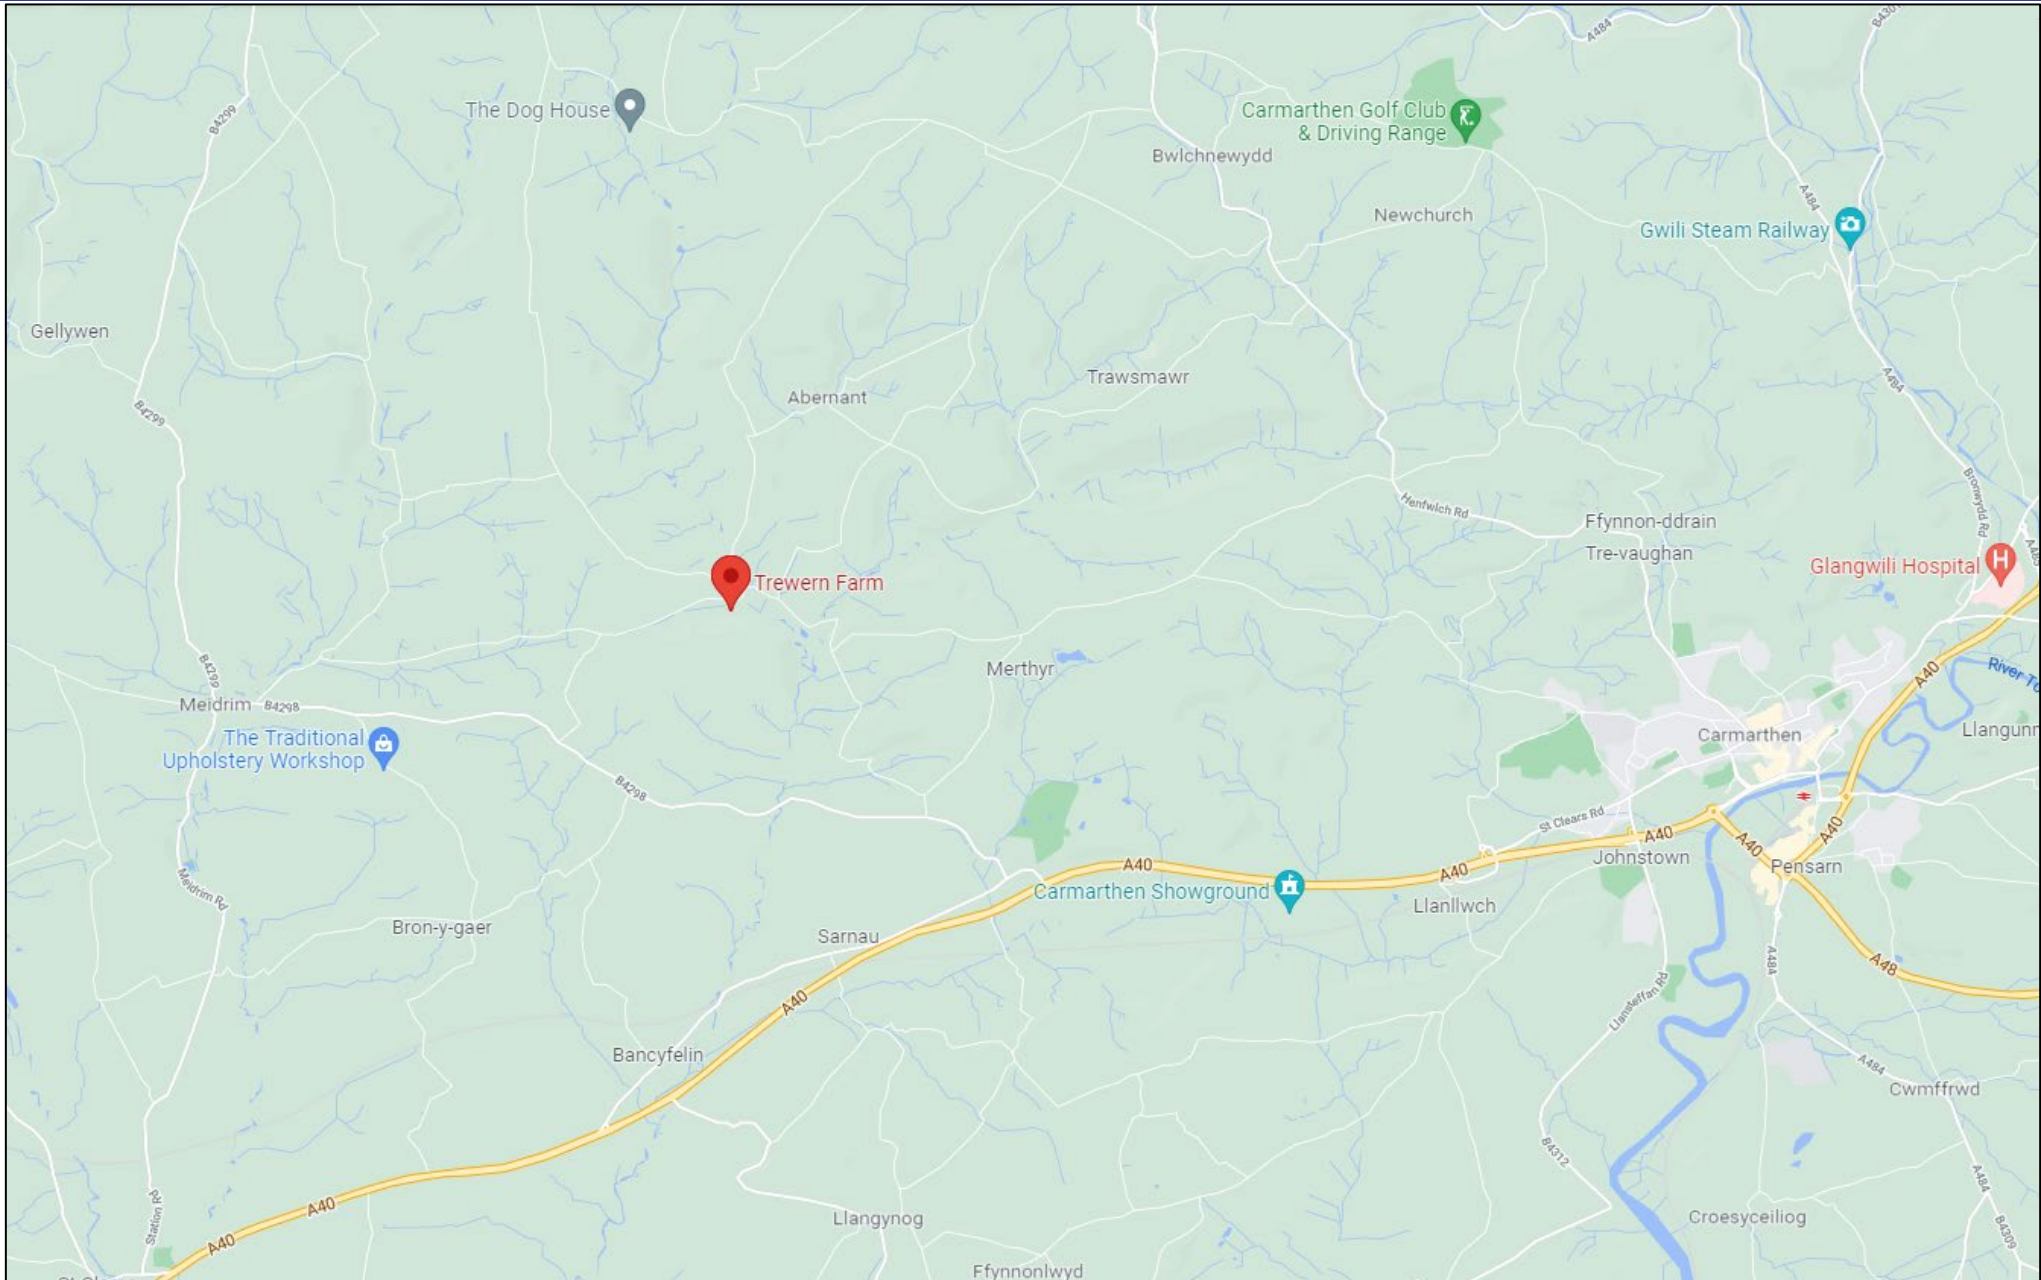 A484
B4301
B4299
The Dog House
Carmarthen Golf Club
& Driving Range
Bwlchnewydd
A484
Newchurch
Gwili Steam Railway
Gellywen
A484
B4299
Abernant
Trawsmawr
Bronwydd Rd
Henfwlch Rd
Ffynnon-ddrain
Tre-vaughan
Glangwili Hospital
H
Trewern Farm
B4299
Merthyr
A40
Meidrim
B4298
The Traditional
Upholstery Workshop
Carmarthen
B4298
St Clears Rd
A40
A40
A40
A40
A40
Johnstown
Pensarn
Meidrim Rd
Carmarthen Showground
Llanllwch
Bron-y-gaer
Sarnau
A484
A48
A40
Llansteffan Rd
Bancyfelin
A484
Cwmffrwd
B4312
A484
Station Rd
A40
Llangynog
Croesyceiliog
B4309
A40
Ffynnonlwyd